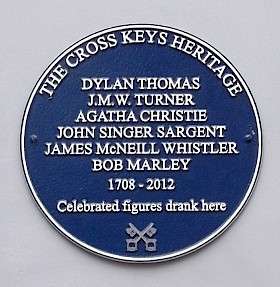 THE CROSS KEYS HERITAGE
DYLAN THOMAS
J.M.W. TURNER
AGATHA CHRISTIE
JOHN SINGER SARGENT
JAMES McNEILL WHISTLER
BOB MARLEY
1708 - 2012
Celebrated figures drank here